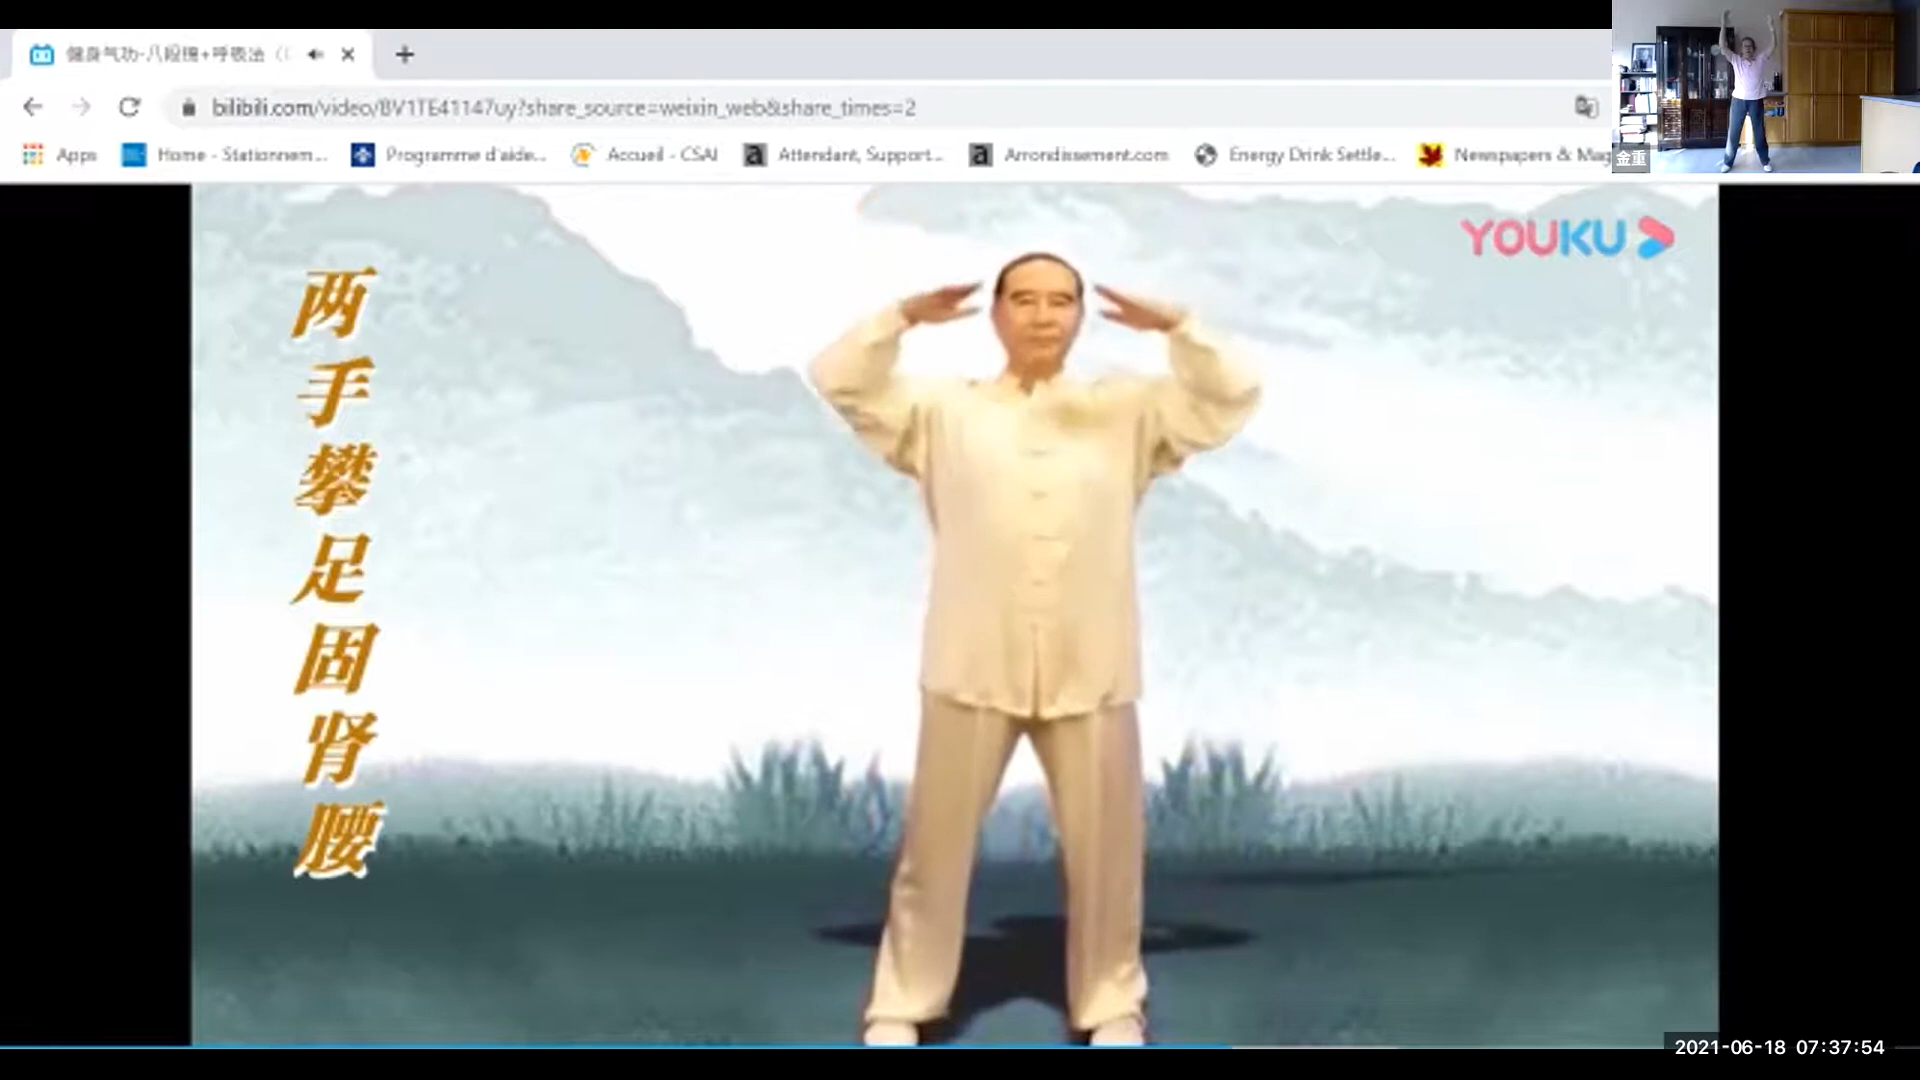 健身气功-八段锦+呼吸法
bilibili.com/video/BV1TE41147uy?share_source=weixin_web&share_times=2
Apps
Home - Stationnem...
Programme d'aide...
Accueil - CSAI
Attendant, Support...
Arrondissement.com
Energy Drink Settle...
Newspapers & Mag
金重
YOUKU
两手攀足固肾腰
2021-06-18 07:37:54